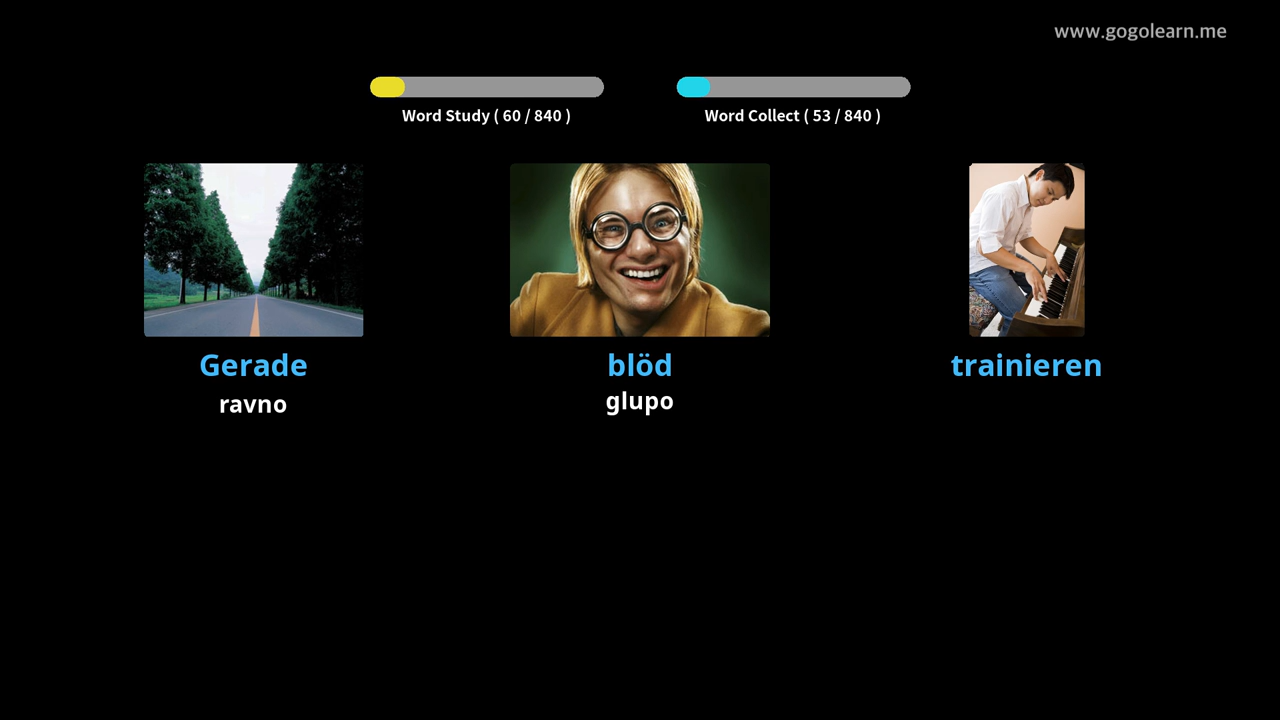 www.gogolearn.me
Word Study ( 60 / 840 )
Word Collect ( 53 / 840 )
Gerade
ravno
blöd
glupo
trainieren